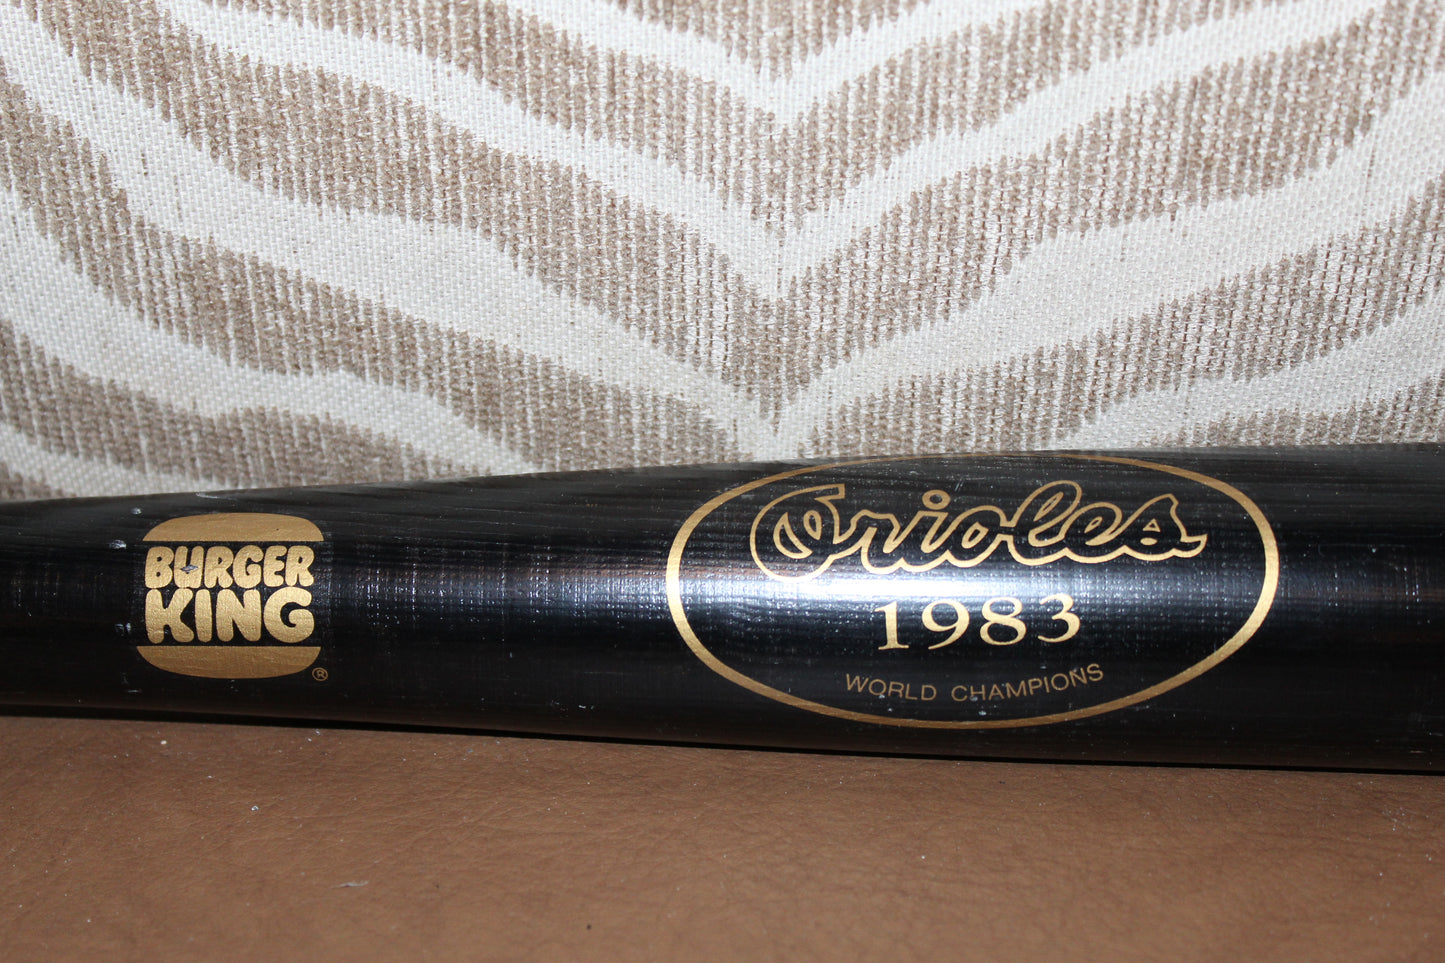 BURGER
KING
®
Orioles
1983
WORLD CHAMPIONS